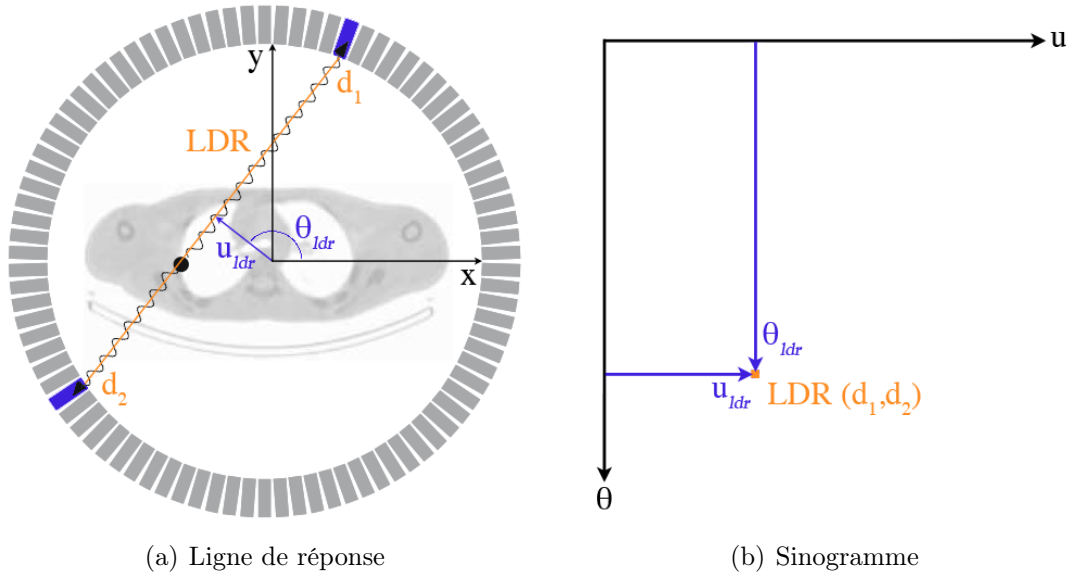 y
d₁
LDR
θldr
uldr
x
d₂
(a) Ligne de réponse
u
θldr
uldr
LDR (d₁,d₂)
θ
(b) Sinogramme